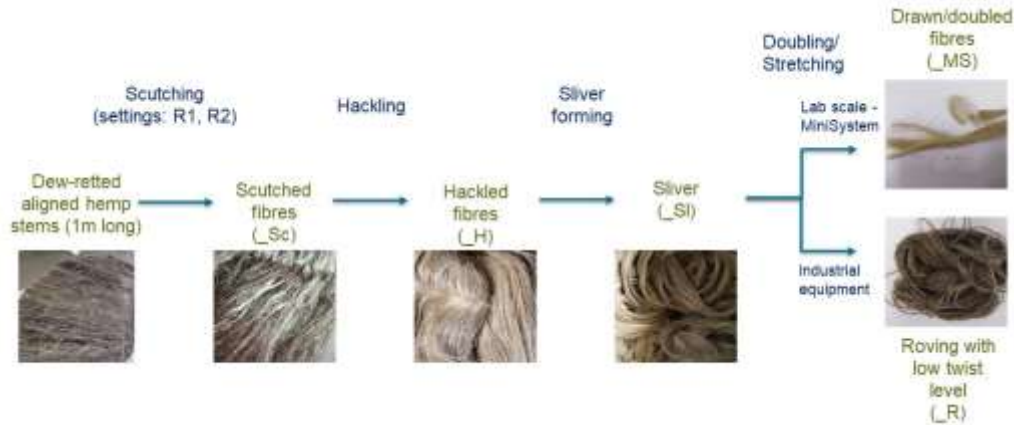 Scutching
(settings: R1, R2)
Hackling
Sliver
forming
Doubling/
Stretching
Drawn/doubled
fibres
(_MS)
Lab scale -
MiniSystem
Dew-retted
aligned hemp
stems (1m long)
Scutched
fibres
(_Sc)
Hackled
fibres
(_H)
Sliver
(_Sl)
Industrial
equipment
Roving with
low twist
level
(_R)